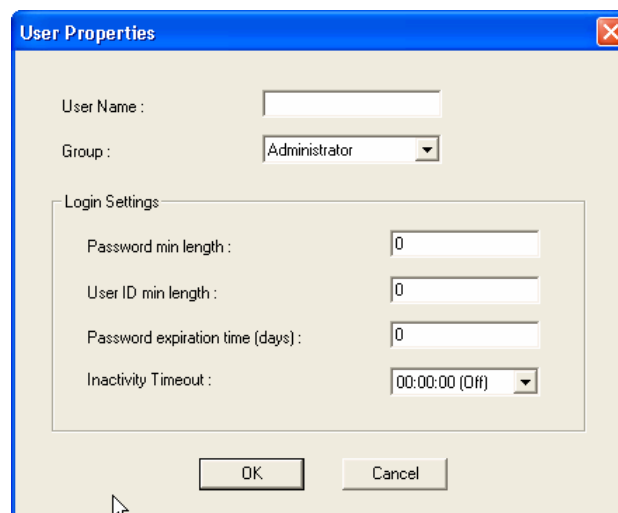 User Properties
User Name :
Group : Administrator
Login Settings
Password min length : 0
User ID min length : 0
Password expiration time (days) : 0
Inactivity Timeout : 00:00:00 (Off)
OK Cancel